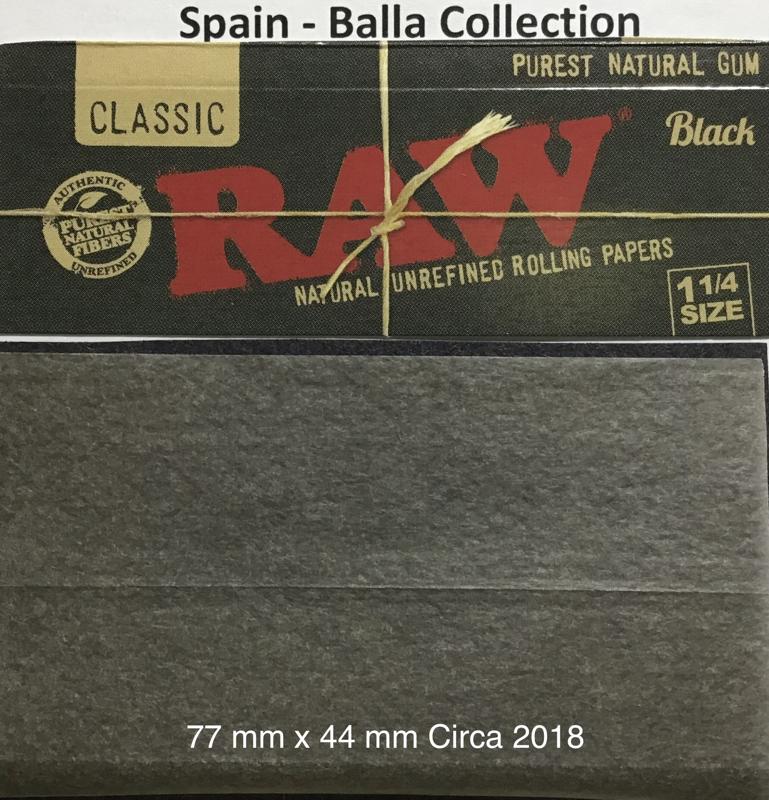 Spain - Balla Collection
PUREST NATURAL GUM
CLASSIC
RAW®
Black
AUTHENTIC
PUREST
NATURAL
FIBERS
UNREFINED
NATURAL UNREFINED ROLLING PAPERS
1 1/4
SIZE
77 mm x 44 mm Circa 2018